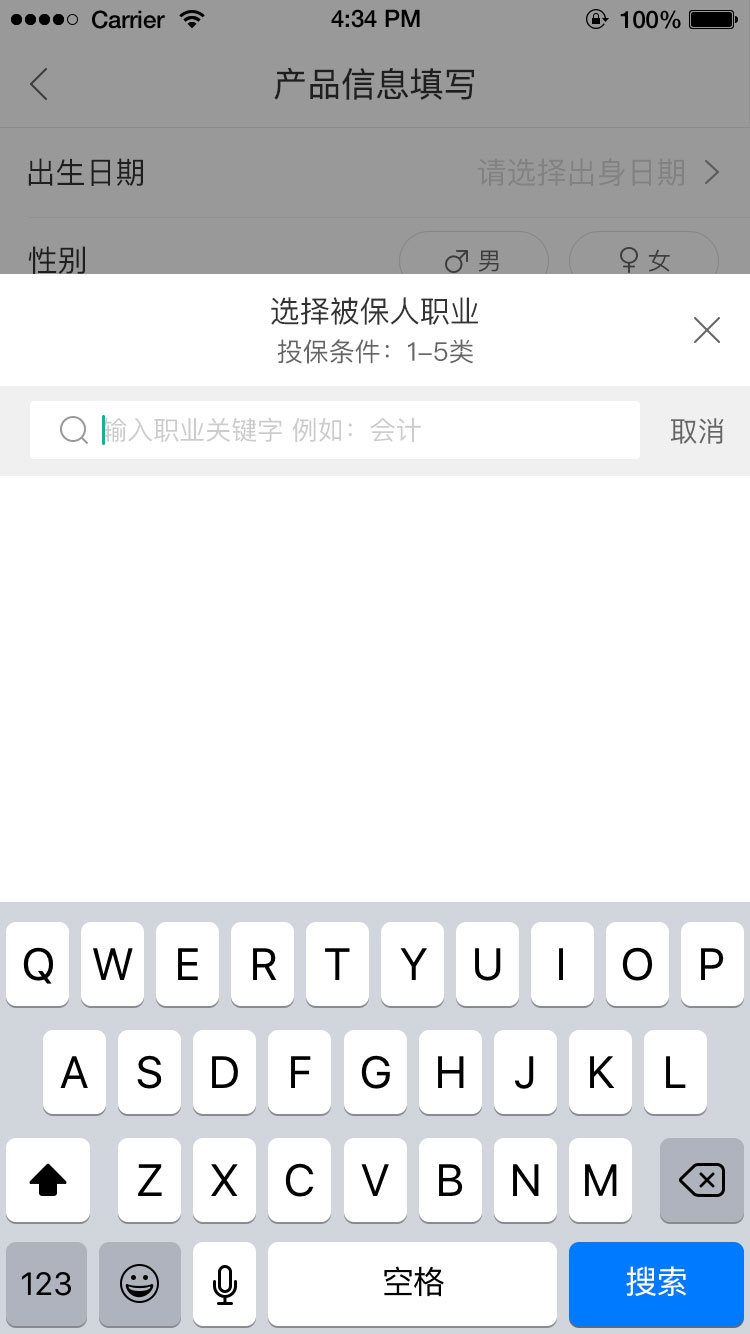 Carrier 4:34 PM 100%
产品信息填写
出生日期 请选择出身日期
性别 男 女
选择被保人职业
投保条件：1-5类
输入职业关键字 例如：会计 取消
Q W E R T Y U I O P
A S D F G H J K L
Z X C V B N M
123 空格 搜索